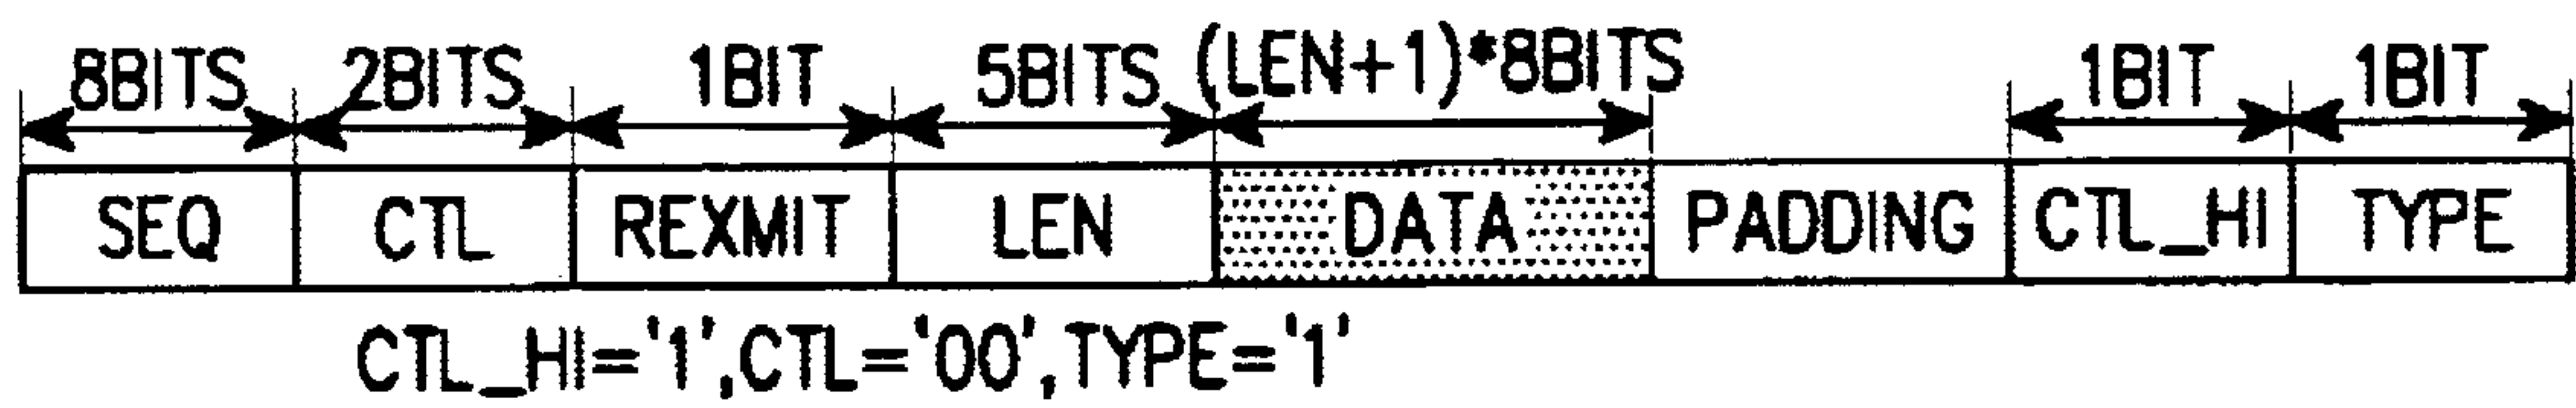 8BITS 2BITS 1BIT 5BITS (LEN+1)*8BITS 1BIT 1BIT
SEQ CTL REXMIT LEN DATA PADDING CTL_HI TYPE
CTL_HI='1',CTL='00',TYPE='1'